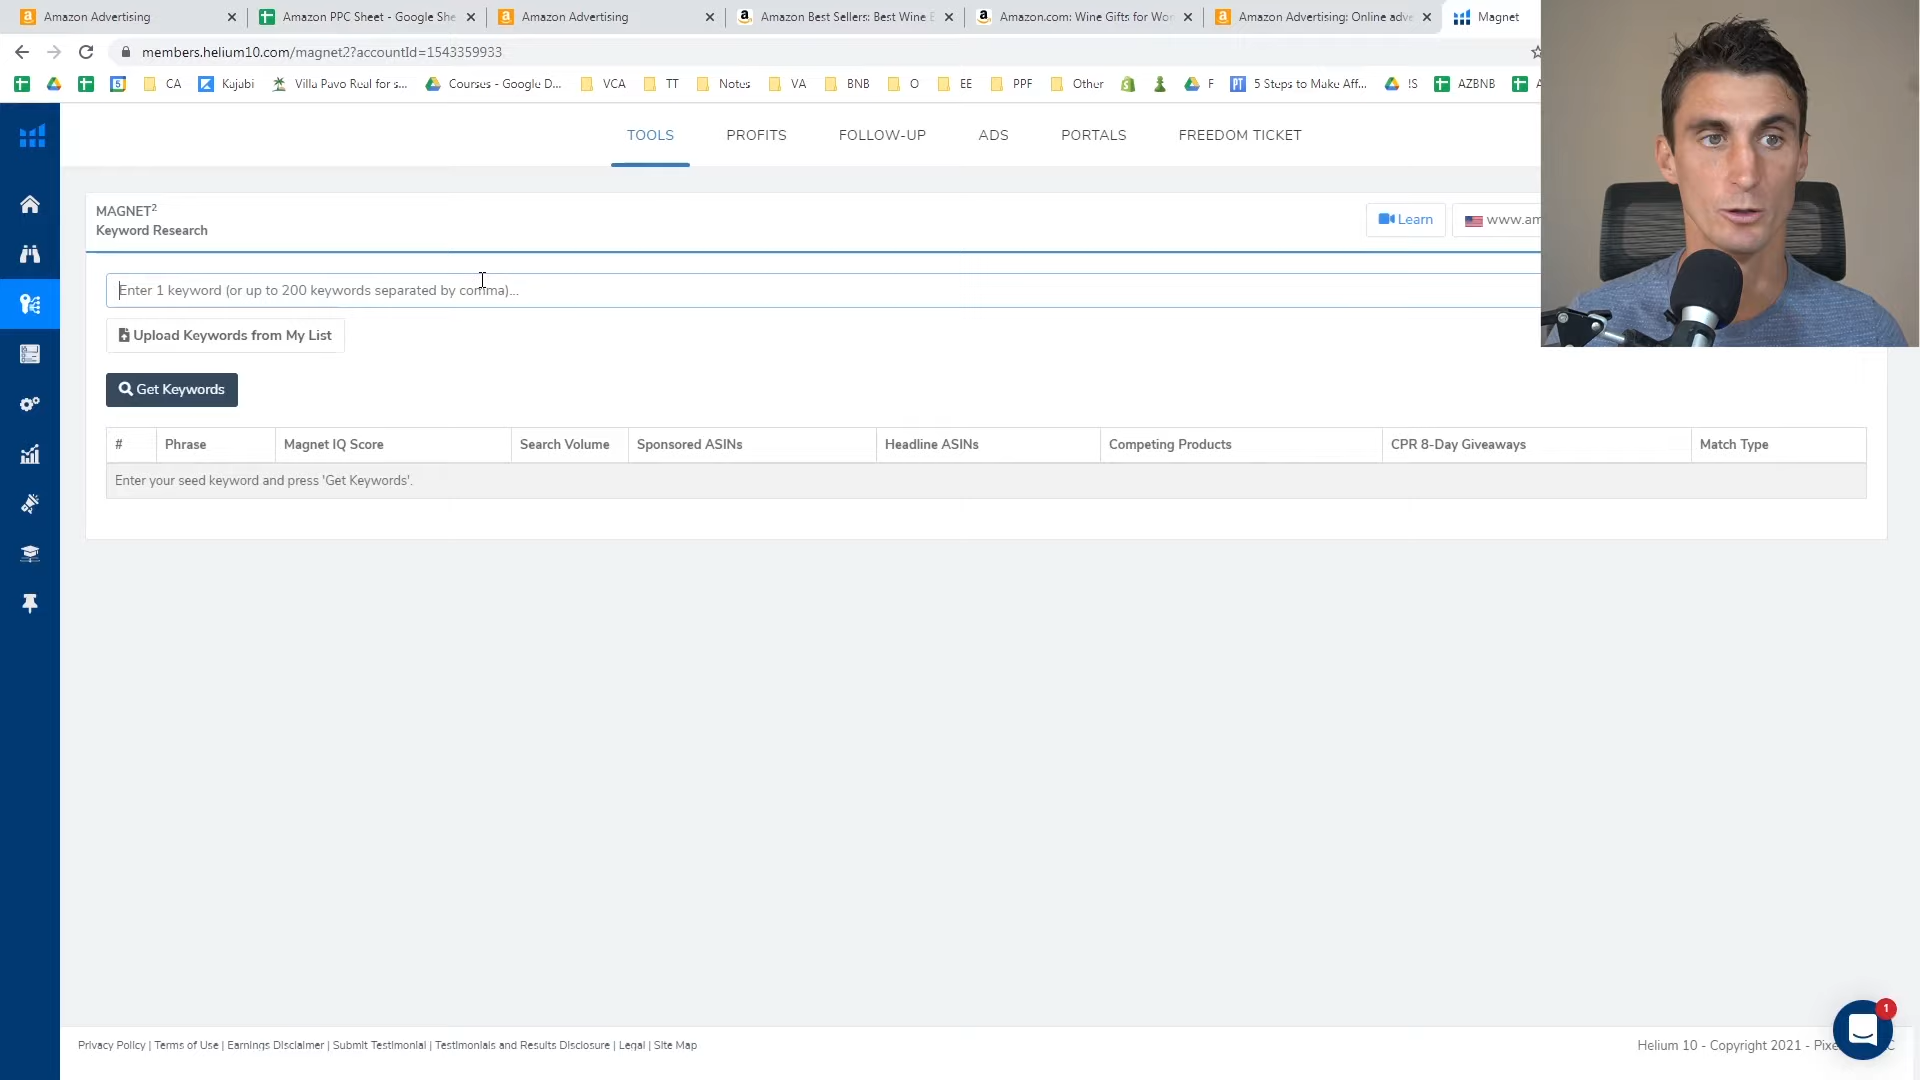 Amazon Advertising
Amazon PPC Sheet - Google She
Amazon Advertising
Amazon Best Sellers: Best Wine E
Amazon.com: Wine Gifts for Wor
Amazon Advertising: Online adve
Magnet
members.helium10.com/magnet2?accountId=1543359933
CA
Kajabi
Villa Pavo Real for s...
Courses - Google D...
VCA
TT
Notes
VA
BNB
O
EE
PPF
Other
F
5 Steps to Make Aff...
!S
AZBNB
TOOLS
PROFITS
FOLLOW-UP
ADS
PORTALS
FREEDOM TICKET
MAGNET²
Keyword Research
Learn
www.am
Enter 1 keyword (or up to 200 keywords separated by comma)...
Upload Keywords from My List
Get Keywords
# Phrase Magnet IQ Score Search Volume Sponsored ASINs Headline ASINs Competing Products CPR 8-Day Giveaways Match Type
Enter your seed keyword and press 'Get Keywords'.
1
Privacy Policy | Terms of Use | Earnings Disclaimer | Submit Testimonial | Testimonials and Results Disclosure | Legal | Site Map
Helium 10 - Copyright 2021 - Pixe